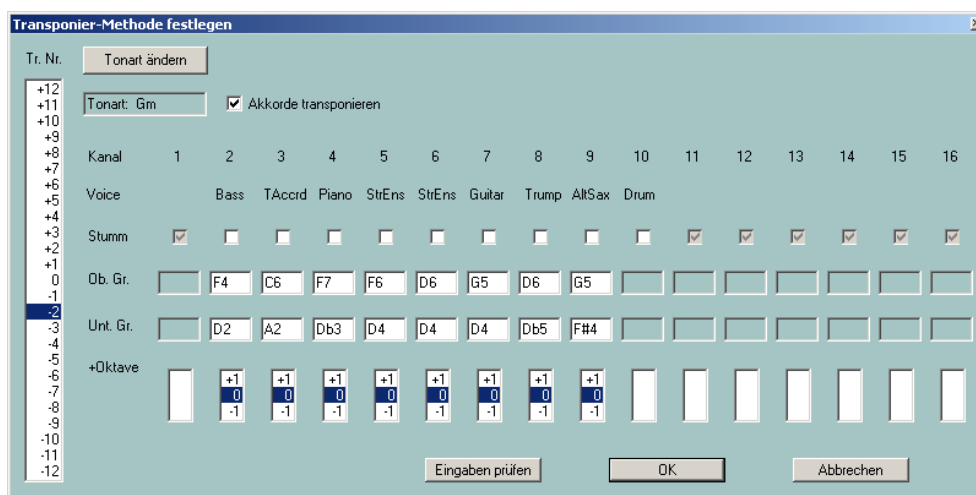 Transponier-Methode festlegen
Tr. Nr.
Tonart ändern
+12
+11
+10
+9
+8
+7
+6
+5
+4
+3
+2
+1
0
-1
-2
-3
-4
-5
-6
-7
-8
-9
-10
-11
-12
Tonart: Gm
Akkorde transponieren
Kanal 1 2 3 4 5 6 7 8 9 10 11 12 13 14 15 16
Voice Bass TAccrd Piano StrEns StrEns Guitar Trump AltSax Drum
Stumm
Ob. Gr. F4 C6 F7 F6 D6 G5 D6 G5
Unt. Gr. D2 A2 Db3 D4 D4 D4 Db5 F#4
+Oktave
+1 +1 +1 +1 +1 +1 +1 +1
0 0 0 0 0 0 0 0
-1 -1 -1 -1 -1 -1 -1 -1
Eingaben prüfen OK Abbrechen